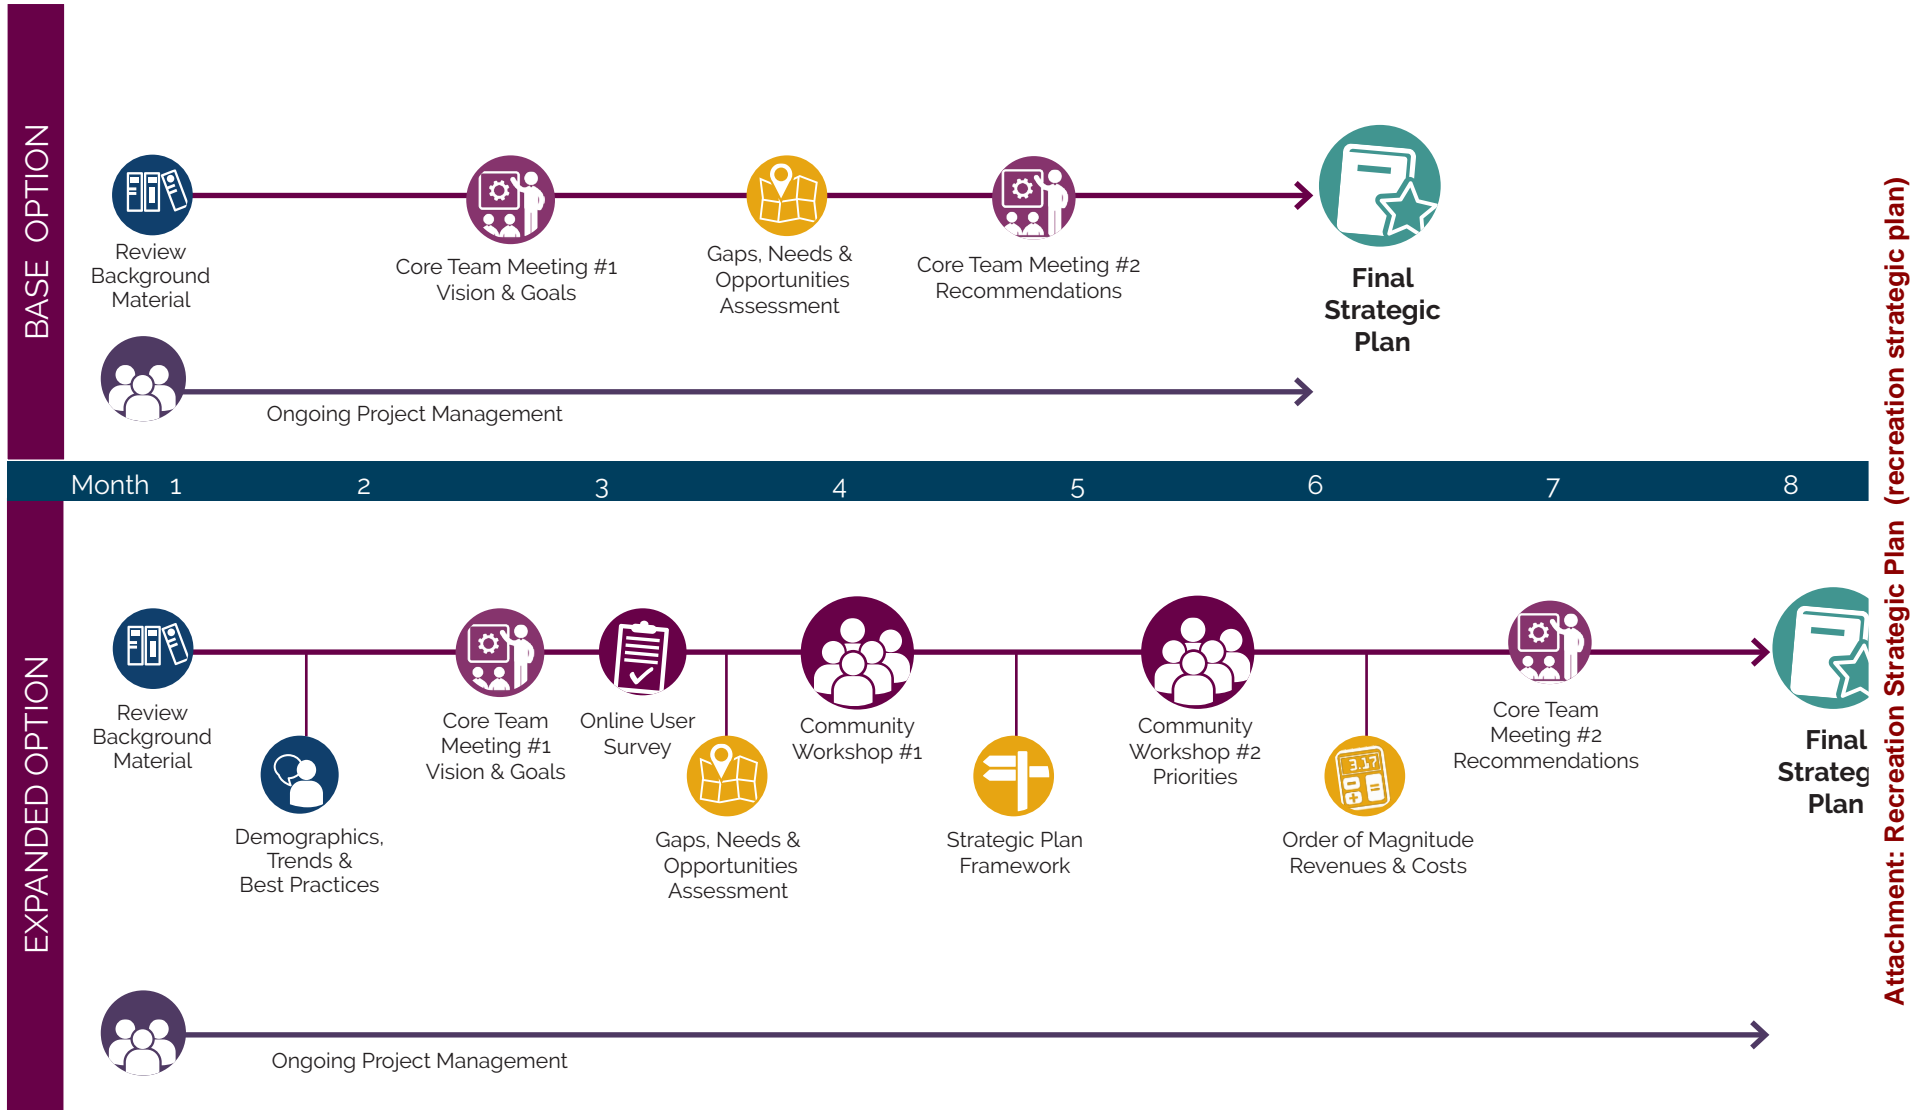 BASE OPTION
Review
Background
Material
Core Team Meeting #1
Vision & Goals
Gaps, Needs &
Opportunities
Assessment
Core Team Meeting #2
Recommendations
Final
Strategic
Plan
Ongoing Project Management
Month 1 2 3 4 5 6 7 8
EXPANDED OPTION
Review
Background
Material
Demographics,
Trends &
Best Practices
Core Team
Meeting #1
Vision & Goals
Online User
Survey
Gaps, Needs &
Opportunities
Assessment
Community
Workshop #1
Strategic Plan
Framework
Community
Workshop #2
Priorities
3.17
Order of Magnitude
Revenues & Costs
Core Team
Meeting #2
Recommendations
Final
Strateg
Plan
Ongoing Project Management
Attachment: Recreation Strategic Plan (recreation strategic plan)